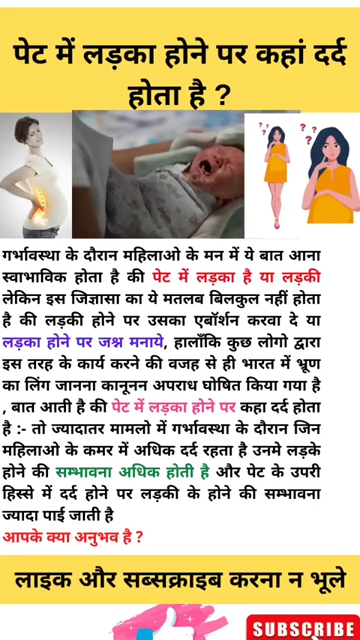 पेट में लड़का होने पर कहां दर्द
होता है ?
गर्भावस्था के दौरान महिलाओ के मन में ये बात आना
स्वाभाविक होता है की पेट में लड़का है या लड़की
लेकिन इस जिज्ञासा का ये मतलब बिलकुल नहीं होता
है की लड़की होने पर उसका एबॉर्शन करवा दे या
लड़का होने पर जश्न मनाये, हालाँकि कुछ लोगो द्वारा
इस तरह के कार्य करने की वजह से ही भारत में भ्रूण
का लिंग जानना कानूनन अपराध घोषित किया गया है
, बात आती है की पेट में लड़का होने पर कहा दर्द होता
है :- तो ज्यादातर मामलो में गर्भावस्था के दौरान जिन
महिलाओ के कमर में अधिक दर्द रहता है उनमे लड़के
होने की सम्भावना अधिक होती है और पेट के उपरी
हिस्से में दर्द होने पर लड़की के होने की सम्भावना
ज्यादा पाई जाती है
आपके क्या अनुभव है ?
लाइक और सब्सक्राइब करना न भूले
SUBSCRIBE